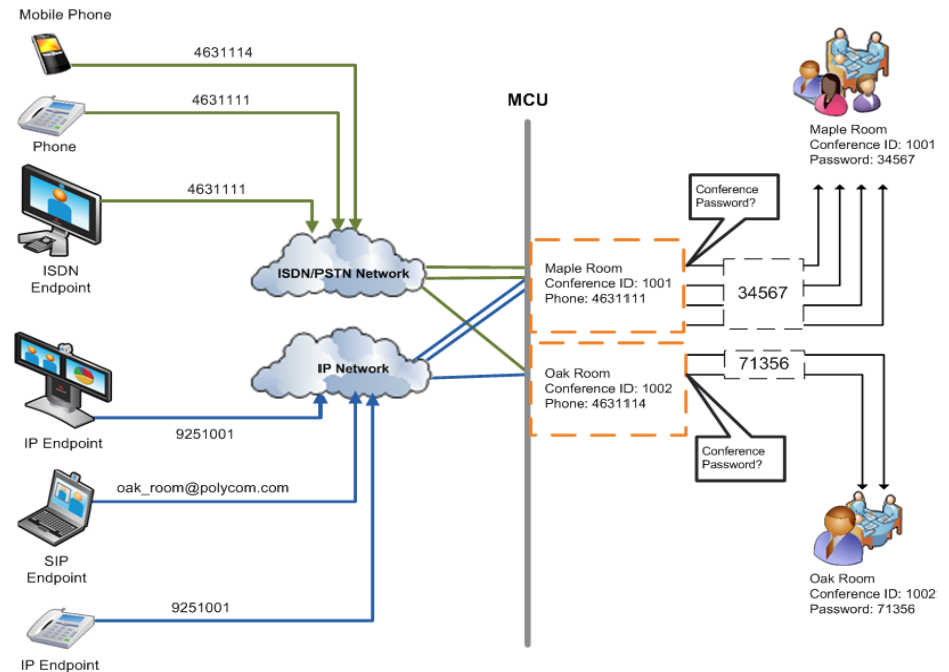 Mobile Phone
4631114
4631111
Phone
4631111
ISDN
Endpoint
ISDN/PSTN Network
IP Network
IP Endpoint
9251001
oak_room@polycom.com
SIP
Endpoint
9251001
IP Endpoint
MCU
Maple Room
Conference ID: 1001
Phone: 4631111
Oak Room
Conference ID: 1002
Phone: 4631114
Conference
Password?
34567
71356
Conference
Password?
Maple Room
Conference ID: 1001
Password: 34567
Oak Room
Conference ID: 1002
Password: 71356